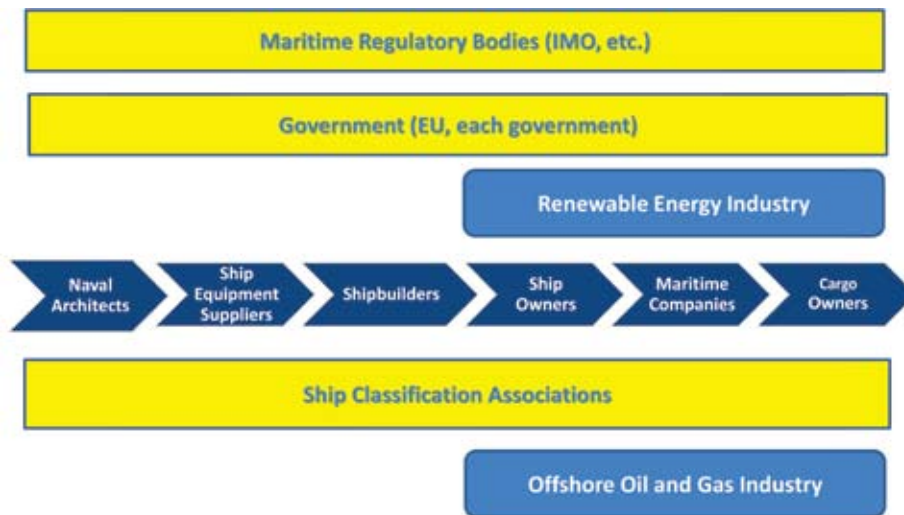 Maritime Regulatory Bodies (IMO, etc.)
Government (EU, each government)
Renewable Energy Industry
Naval
Architects
Ship
Equipment
Suppliers
Shipbuilders
Ship
Owners
Maritime
Companies
Cargo
Owners
Ship Classification Associations
Offshore Oil and Gas Industry